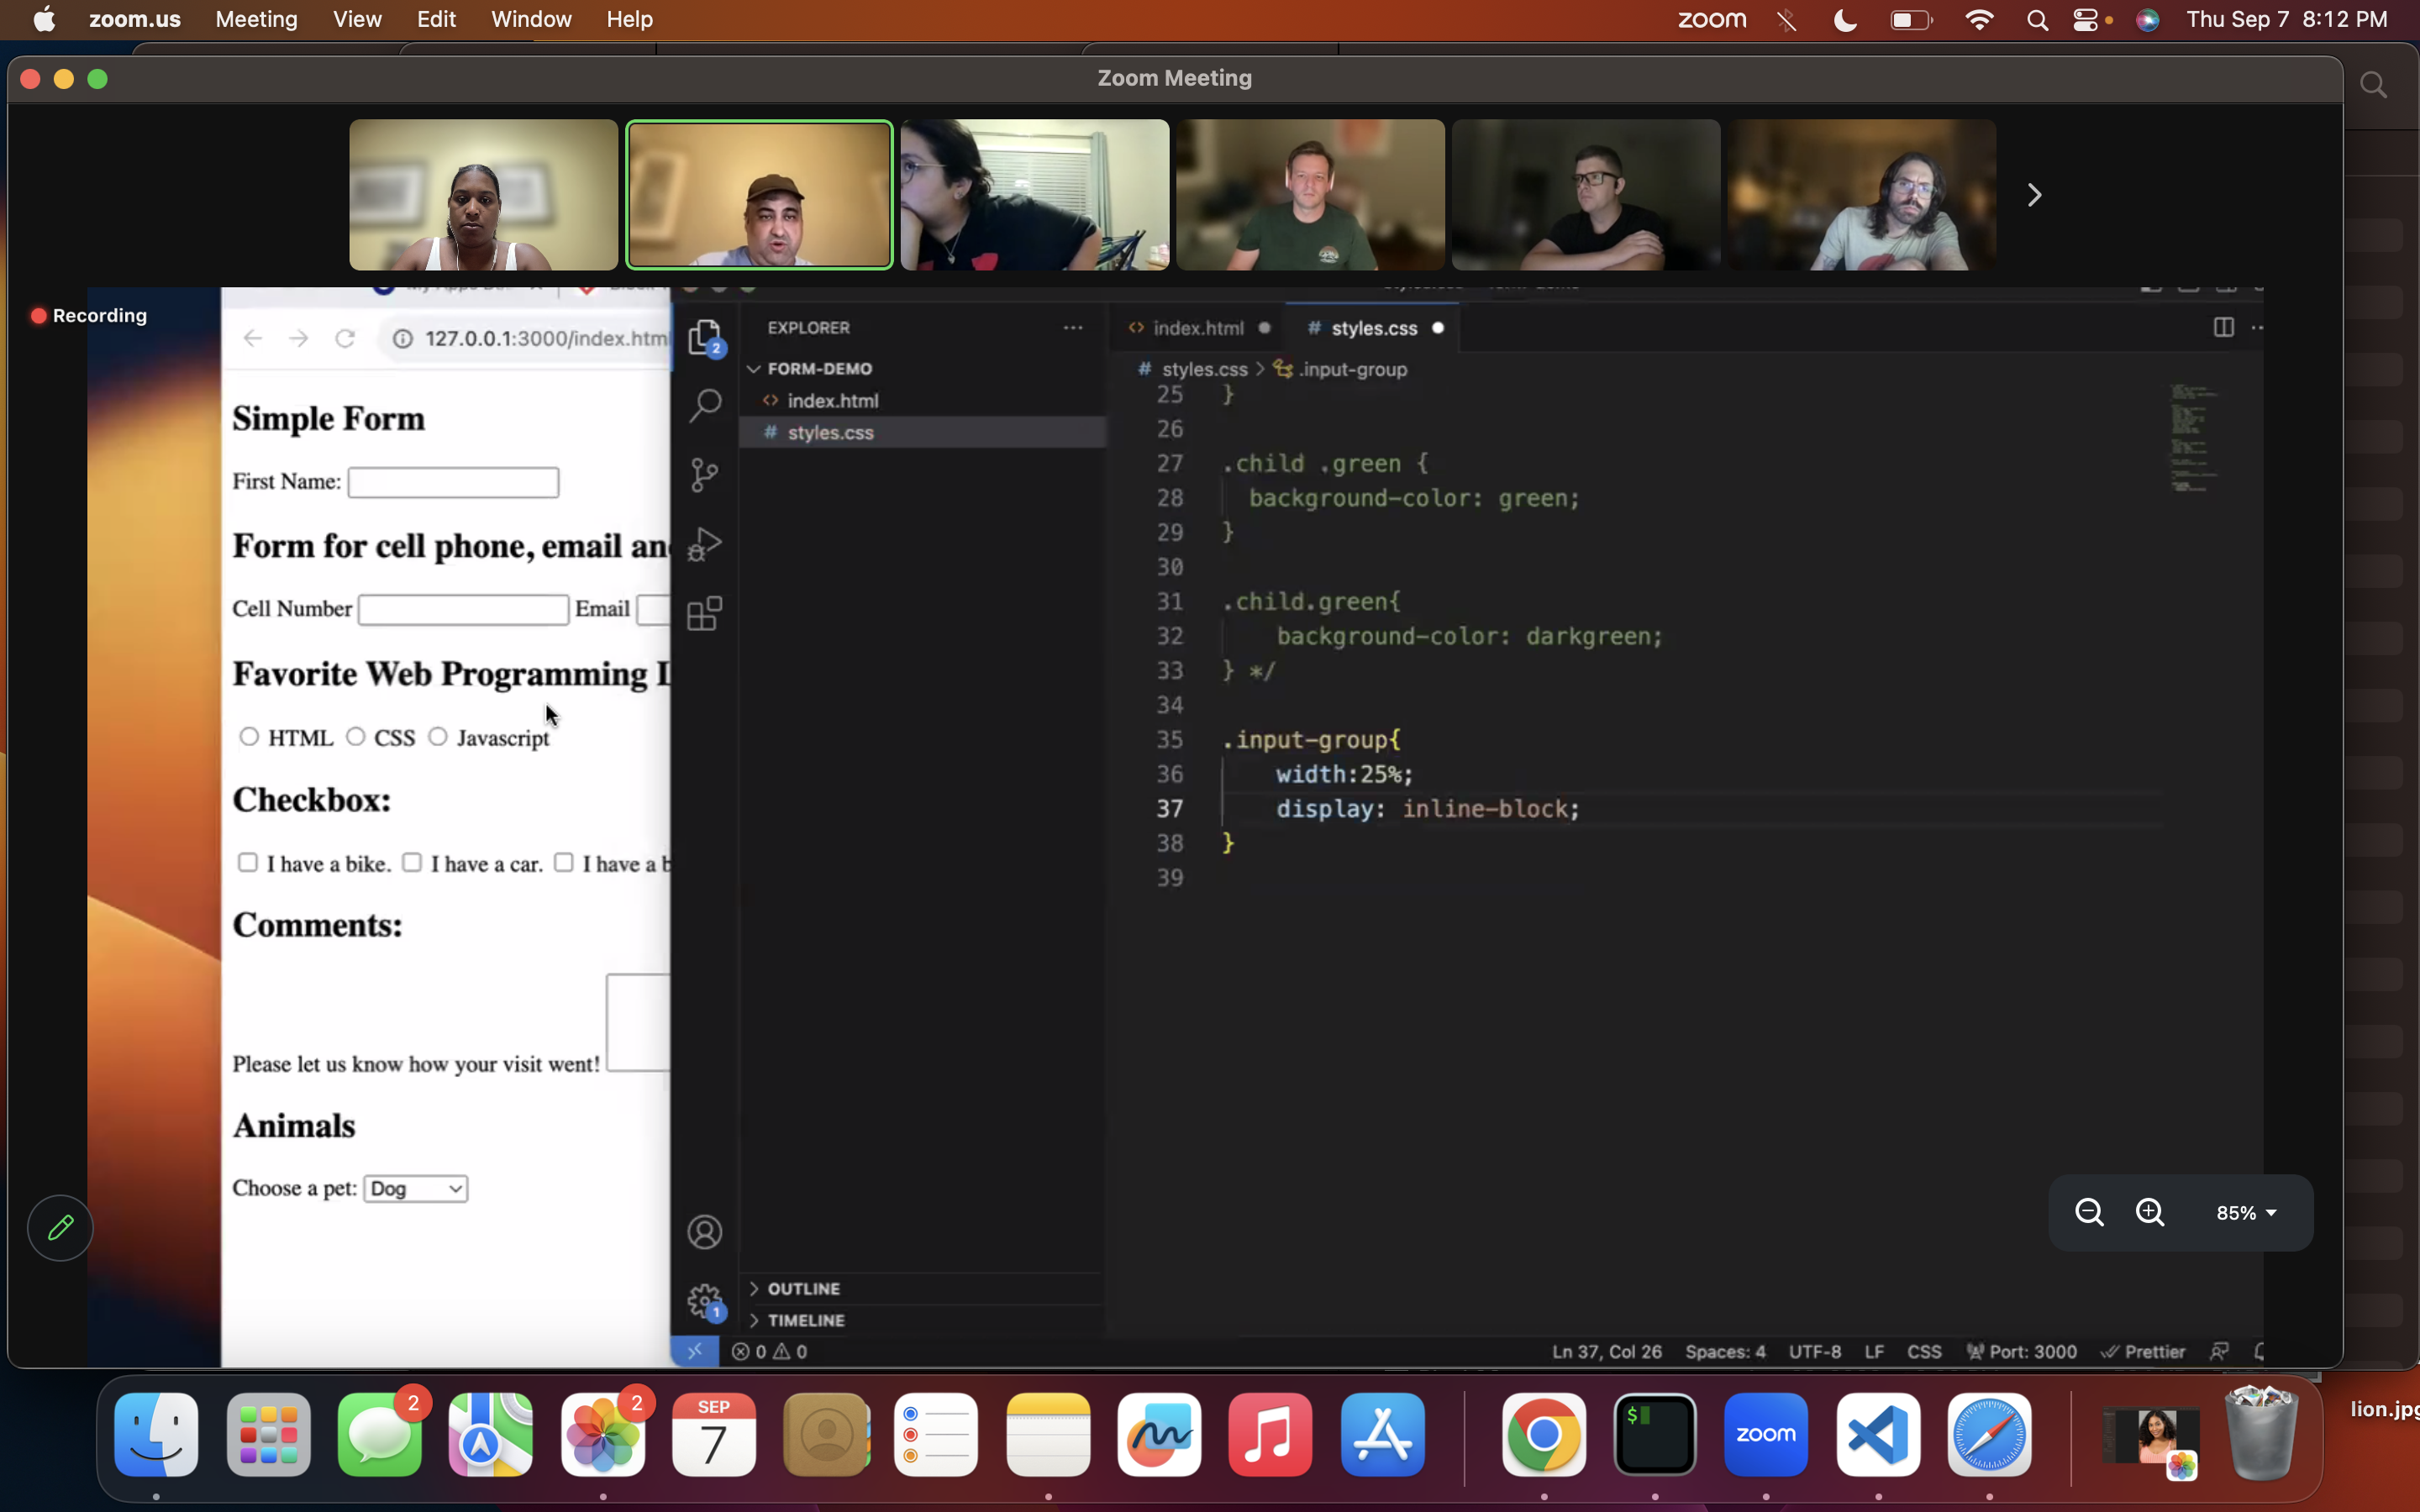 zoom.us Meeting View Edit Window Help
zoom Thu Sep 7 8:12 PM
Zoom Meeting
Recording
127.0.0.1:3000/index.html
Simple Form
First Name:
Form for cell phone, email an
Cell Number Email
Favorite Web Programming
HTML CSS Javascript
Checkbox:
I have a bike. I have a car. I have a
Comments:
Please let us know how your visit went!
Animals
Choose a pet: Dog
2
EXPLORER
FORM-DEMO
index.html
# styles.css
OUTLINE
TIMELINE
1
index.html # styles.css
# styles.css > .input-group
25 }
26
27 .child .green {
28 background-color: green;
29 }
30
31 .child.green{
32 background-color: darkgreen;
33 } */
34
35 .input-group{
36 width:25%;
37 display: inline-block;
38 }
39
85%
0 0 Ln 37, Col 26 Spaces: 4 UTF-8 LF CSS Port: 3000 Prettier
2 2 SEP 7 $ zoom
lion.jpg